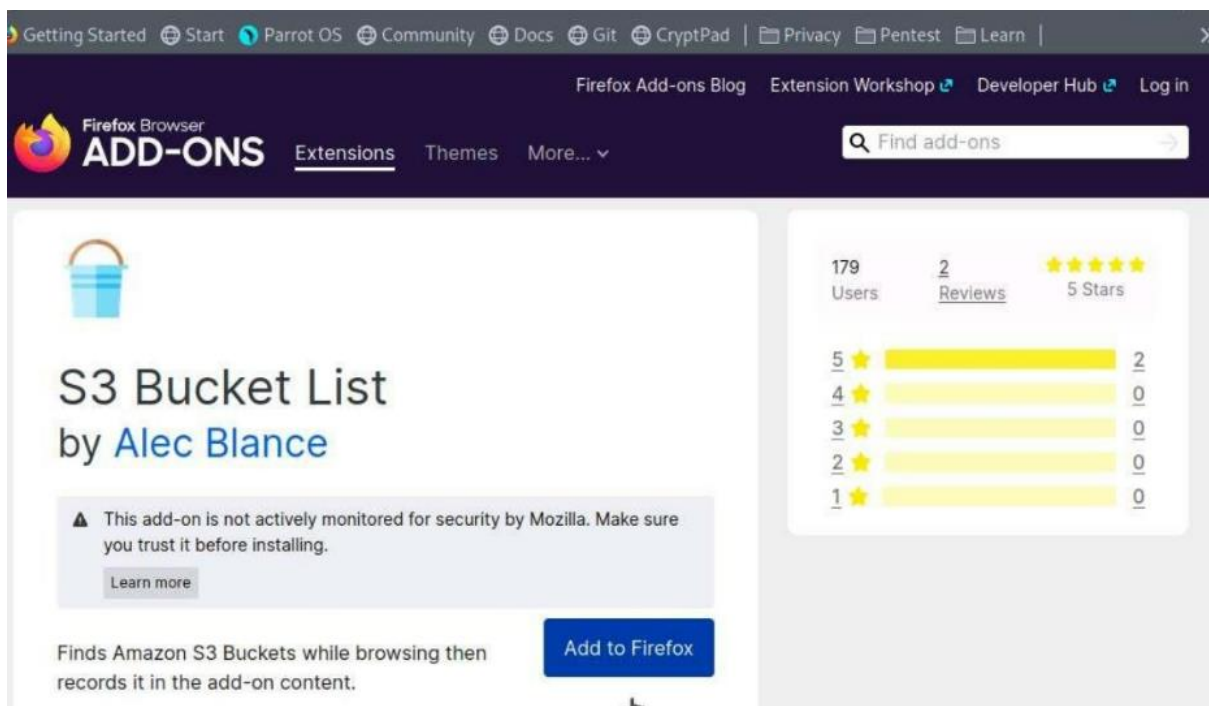 Getting Started Start Parrot OS Community Docs Git CryptPad | Privacy Pentest Learn |
Firefox Add-ons Blog Extension Workshop Developer Hub Log in
Firefox Browser
ADD-ONS Extensions Themes More...
Find add-ons
S3 Bucket List
by Alec Blance
This add-on is not actively monitored for security by Mozilla. Make sure
you trust it before installing.
Learn more
Finds Amazon S3 Buckets while browsing then
records it in the add-on content.
Add to Firefox
179 2
Users Reviews 5 Stars
5 2
4 0
3 0
2 0
1 0